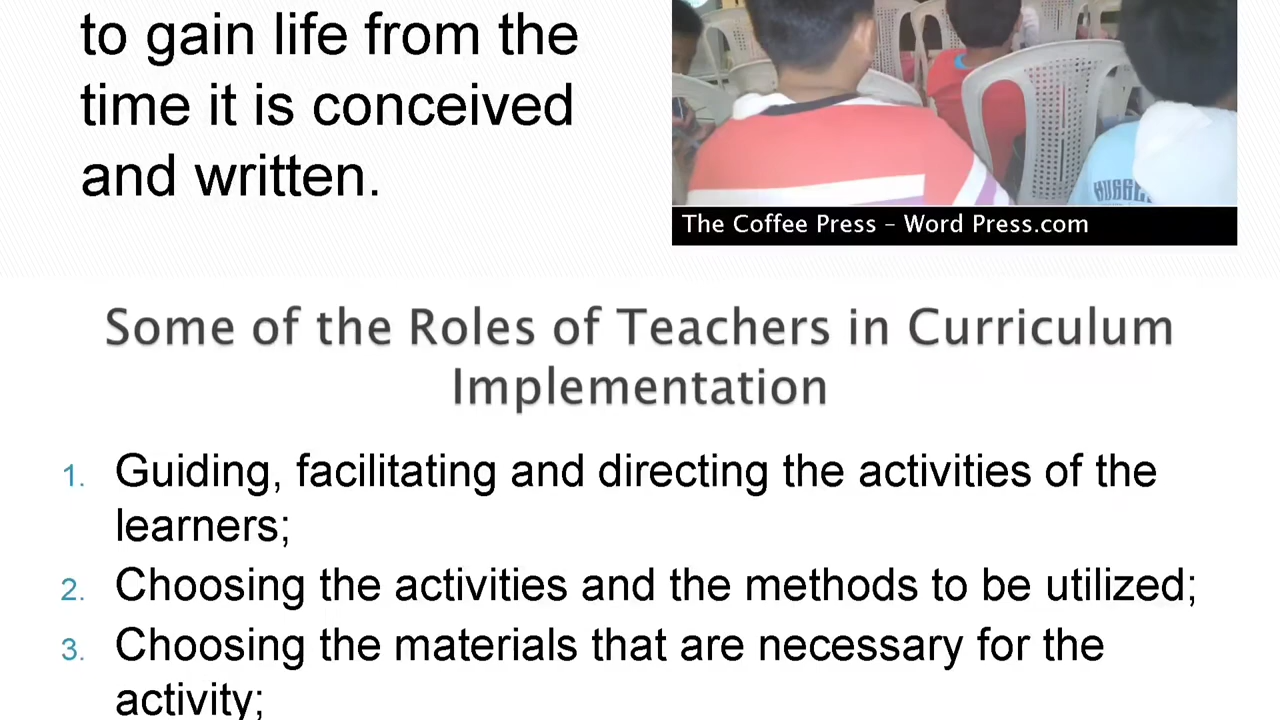 to gain life from the
time it is conceived
and written.
The Coffee Press – Word Press.com
Some of the Roles of Teachers in Curriculum
Implementation
1. Guiding, facilitating and directing the activities of the
learners;
2. Choosing the activities and the methods to be utilized;
3. Choosing the materials that are necessary for the
activity;